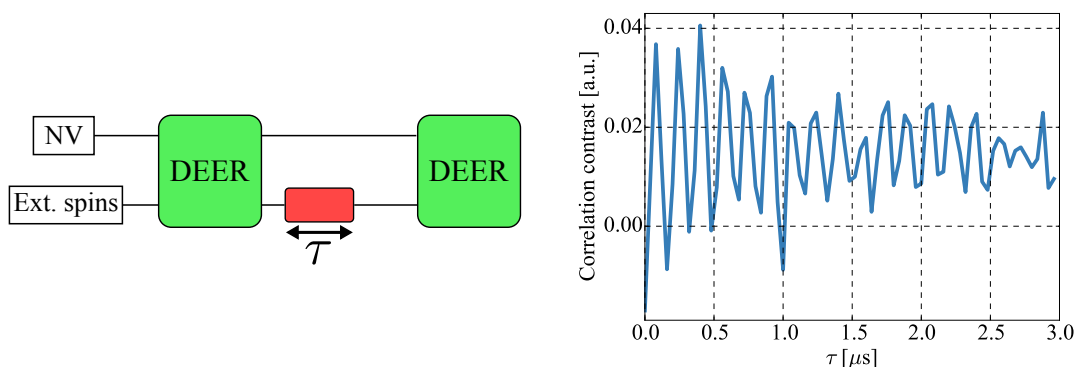 NV
DEER
DEER
Ext. spins
τ
Correlation contrast [a.u.]
0.04
0.02
0.00
0.0
0.5
1.0
1.5
2.0
2.5
3.0
τ [μs]